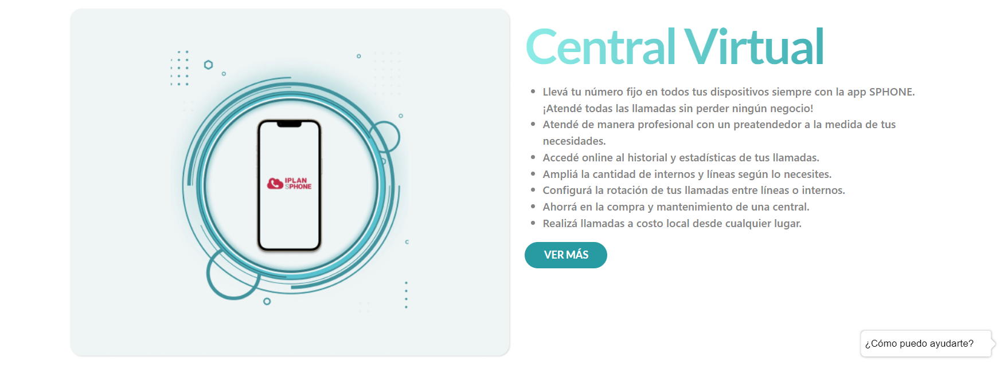 Central Virtual
Llevá tu número fijo en todos tus dispositivos siempre con la app SPHONE.
¡Atendé todas las llamadas sin perder ningún negocio!
Atendé de manera profesional con un preatendedor a la medida de tus
necesidades.
Accedé online al historial y estadísticas de tus llamadas.
Ampliá la cantidad de internos y líneas según lo necesites.
Configurá la rotación de tus llamadas entre líneas o internos.
Ahorrá en la compra y mantenimiento de una central.
Realizá llamadas a costo local desde cualquier lugar.
VER MÁS
IPLAN
SPHONE
¿Cómo puedo ayudarte?